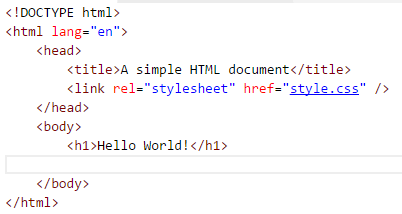 <!DOCTYPE html>
<html lang="en">
    <head>
        <title>A simple HTML document</title>
        <link rel="stylesheet" href="style.css" />
    </head>
    <body>
        <h1>Hello World!</h1>

    </body>
</html>